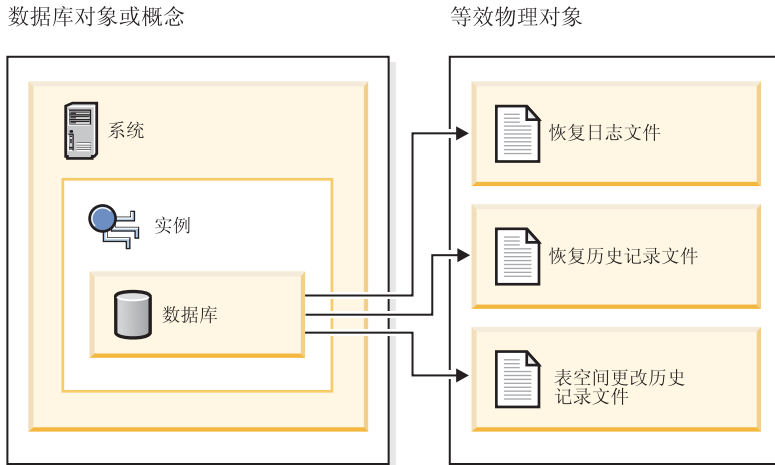 数据库对象或概念
等效物理对象
系统
实例
数据库
恢复日志文件
恢复历史记录文件
表空间更改历史
记录文件